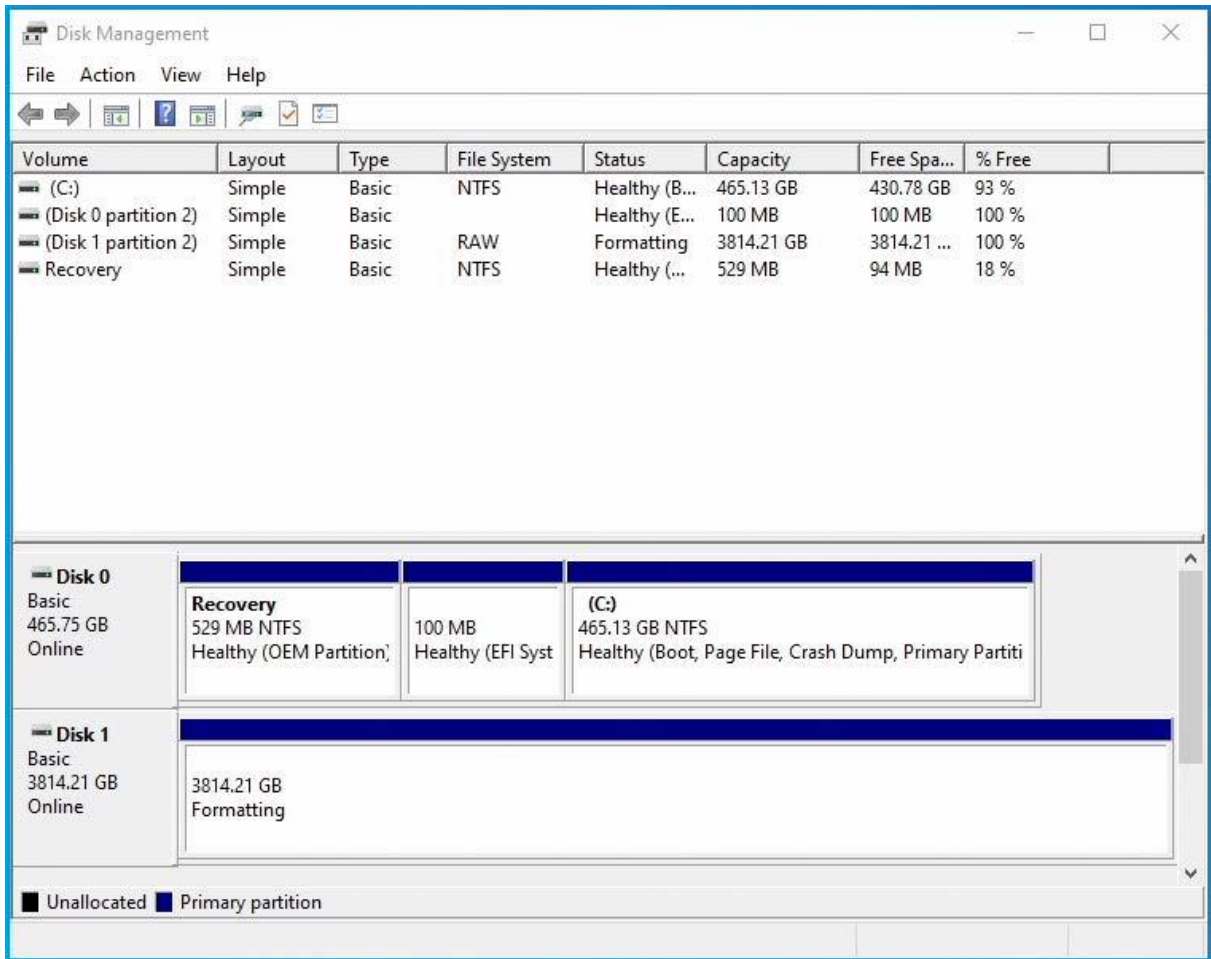 Disk Management
File Action View Help
Volume Layout Type File System Status Capacity Free Spa... % Free
(C:) Simple Basic NTFS Healthy (B... 465.13 GB 430.78 GB 93 %
(Disk 0 partition 2) Simple Basic Healthy (E... 100 MB 100 MB 100 %
(Disk 1 partition 2) Simple Basic RAW Formatting 3814.21 GB 3814.21 ... 100 %
Recovery Simple Basic NTFS Healthy (... 529 MB 94 MB 18 %
Disk 0
Basic
465.75 GB
Online
Recovery
529 MB NTFS
Healthy (OEM Partition)
100 MB
Healthy (EFI Syst
(C:)
465.13 GB NTFS
Healthy (Boot, Page File, Crash Dump, Primary Partiti
Disk 1
Basic
3814.21 GB
Online
3814.21 GB
Formatting
Unallocated Primary partition